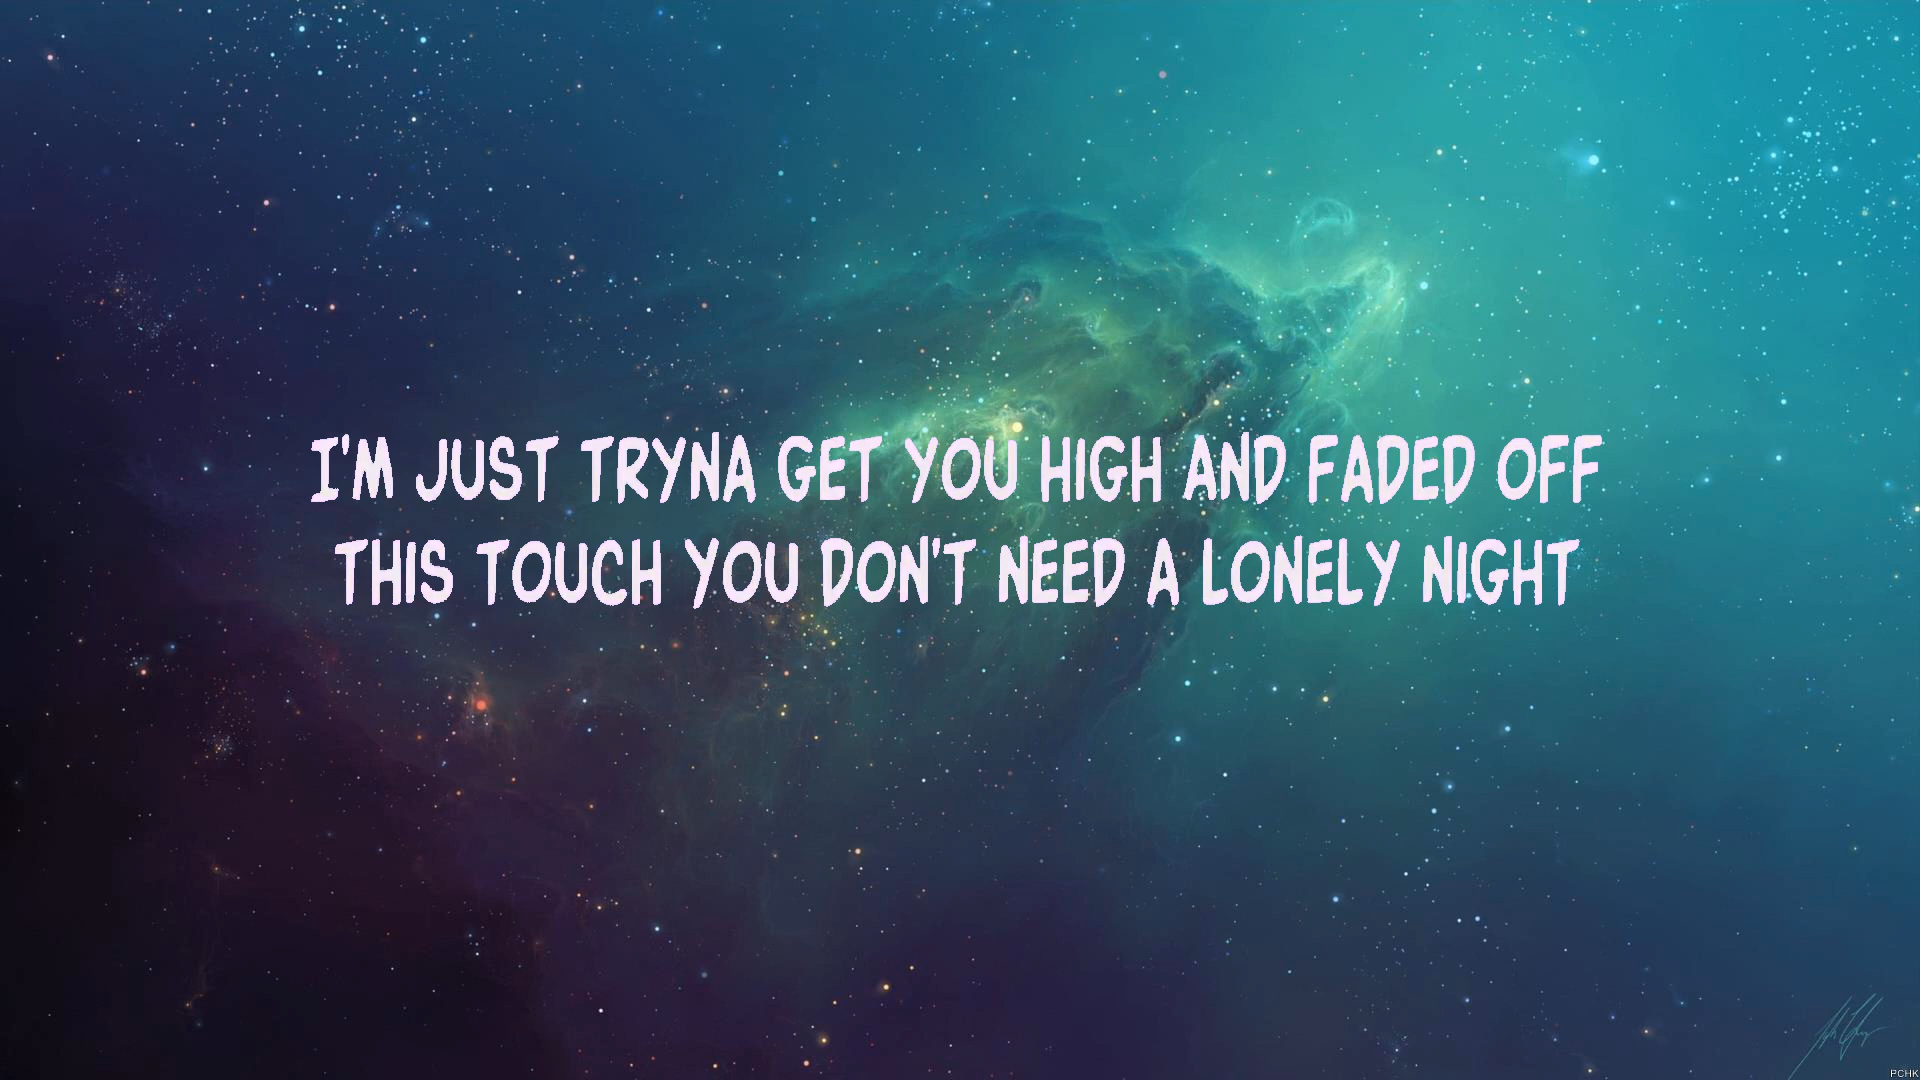 I'M JUST TRYNA GET YOU HIGH AND FADED OFF
THIS TOUCH YOU DON'T NEED A LONELY NIGHT
PCHK